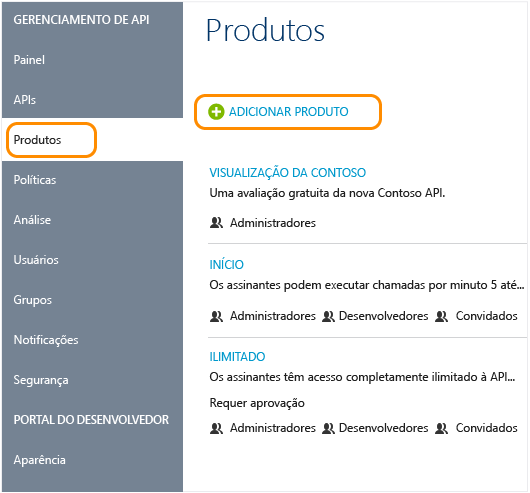 GERENCIAMENTO DE API
Painel
APIs
Produtos
Políticas
Análise
Usuários
Grupos
Notificações
Segurança
PORTAL DO DESENVOLVEDOR
Aparência
Produtos
ADICIONAR PRODUTO
VISUALIZAÇÃO DA CONTOSO
Uma avaliação gratuita da nova Contoso API.
Administradores
INÍCIO
Os assinantes podem executar chamadas por minuto 5 até...
Administradores Desenvolvedores Convidados
ILIMITADO
Os assinantes têm acesso completamente ilimitado à API...
Requer aprovação
Administradores Desenvolvedores Convidados